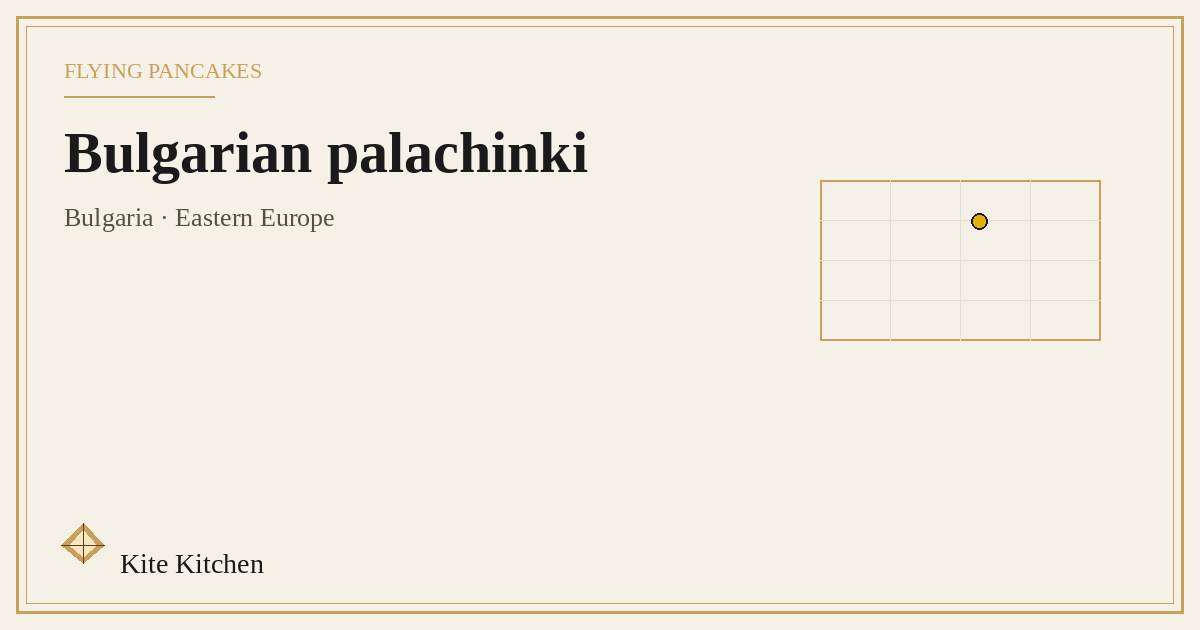 FLYING PANCAKES
Bulgarian palachinki
Bulgaria · Eastern Europe
Kite Kitchen